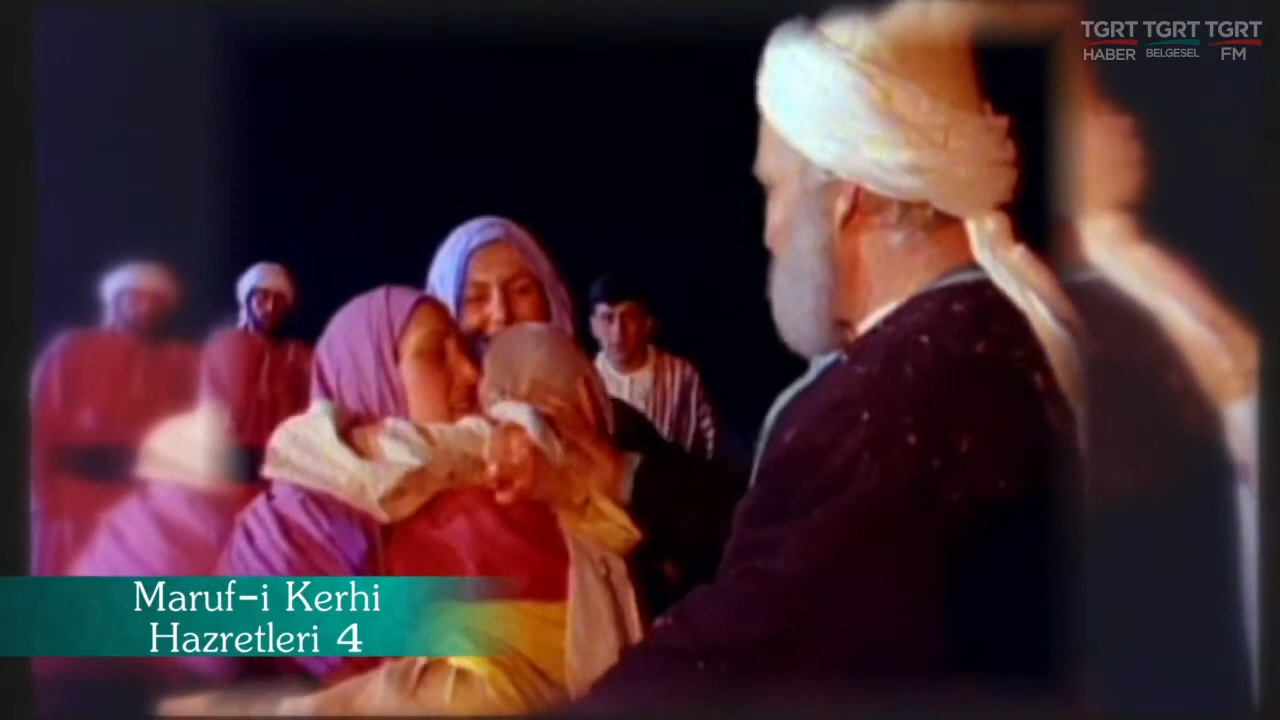 TGRT TGRT TGRT
HABER BELGESEL FM
Maruf-i Kerhi
Hazretleri 4